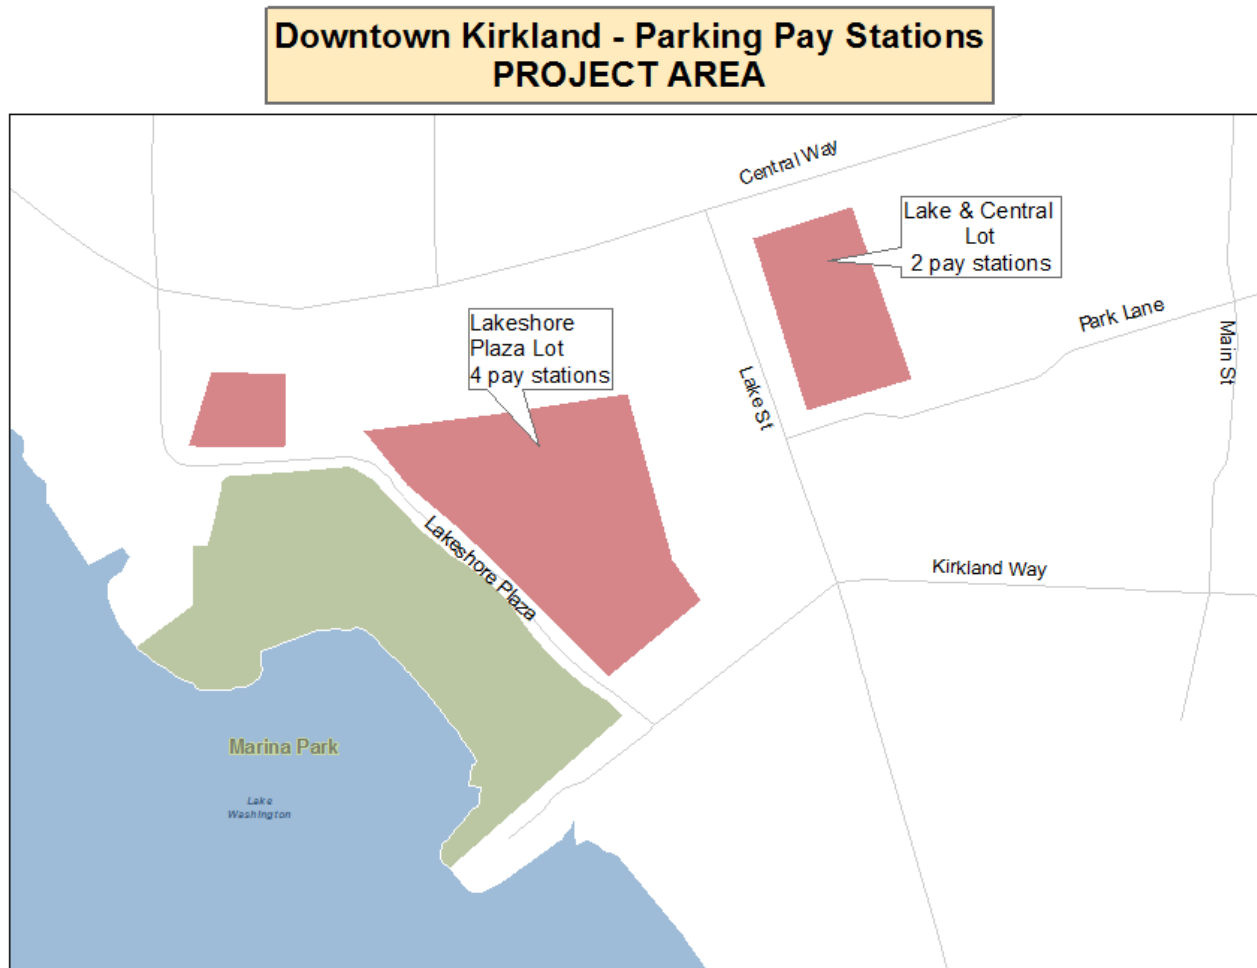 Downtown Kirkland - Parking Pay Stations
PROJECT AREA
Central Way
Lake & Central
Lot
2 pay stations
Park Lane
Main St
Lakeshore
Plaza Lot
4 pay stations
Lake St
Lakeshore Plaza
Kirkland Way
Marina Park
Lake
Washington